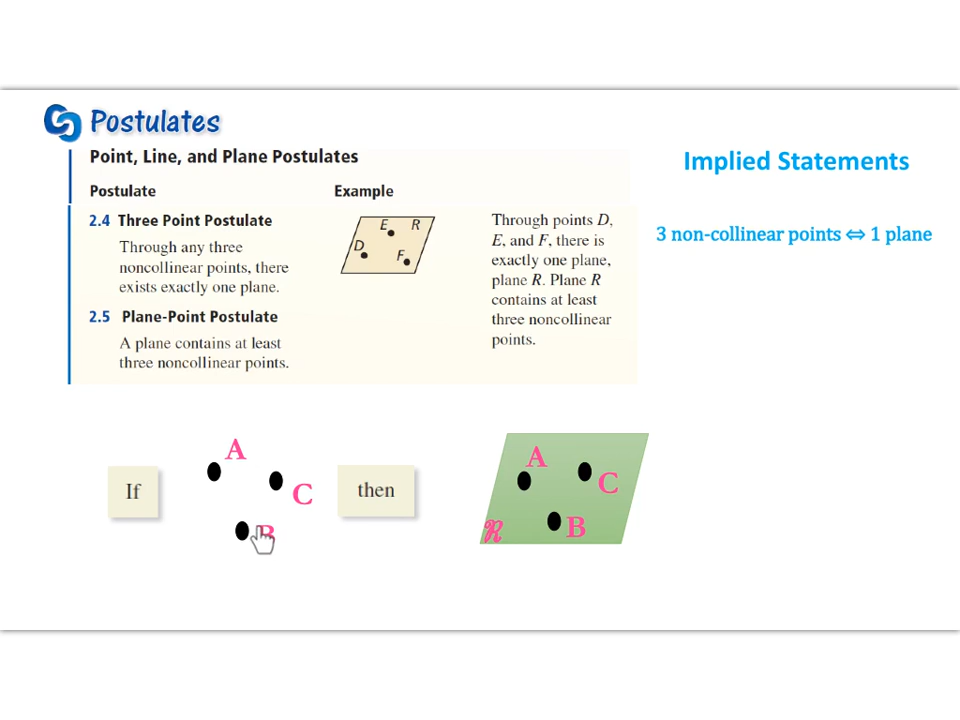 Postulates
Point, Line, and Plane Postulates
Postulate
Example
2.4 Three Point Postulate
Through any three
noncollinear points, there
exists exactly one plane.
E
R
D
F
Through points D,
E, and F, there is
exactly one plane,
plane R. Plane R
contains at least
three noncollinear
points.
2.5 Plane-Point Postulate
A plane contains at least
three noncollinear points.
Implied Statements
3 non-collinear points ⇔ 1 plane
If
A
C
B
then
A
C
B
ℜ